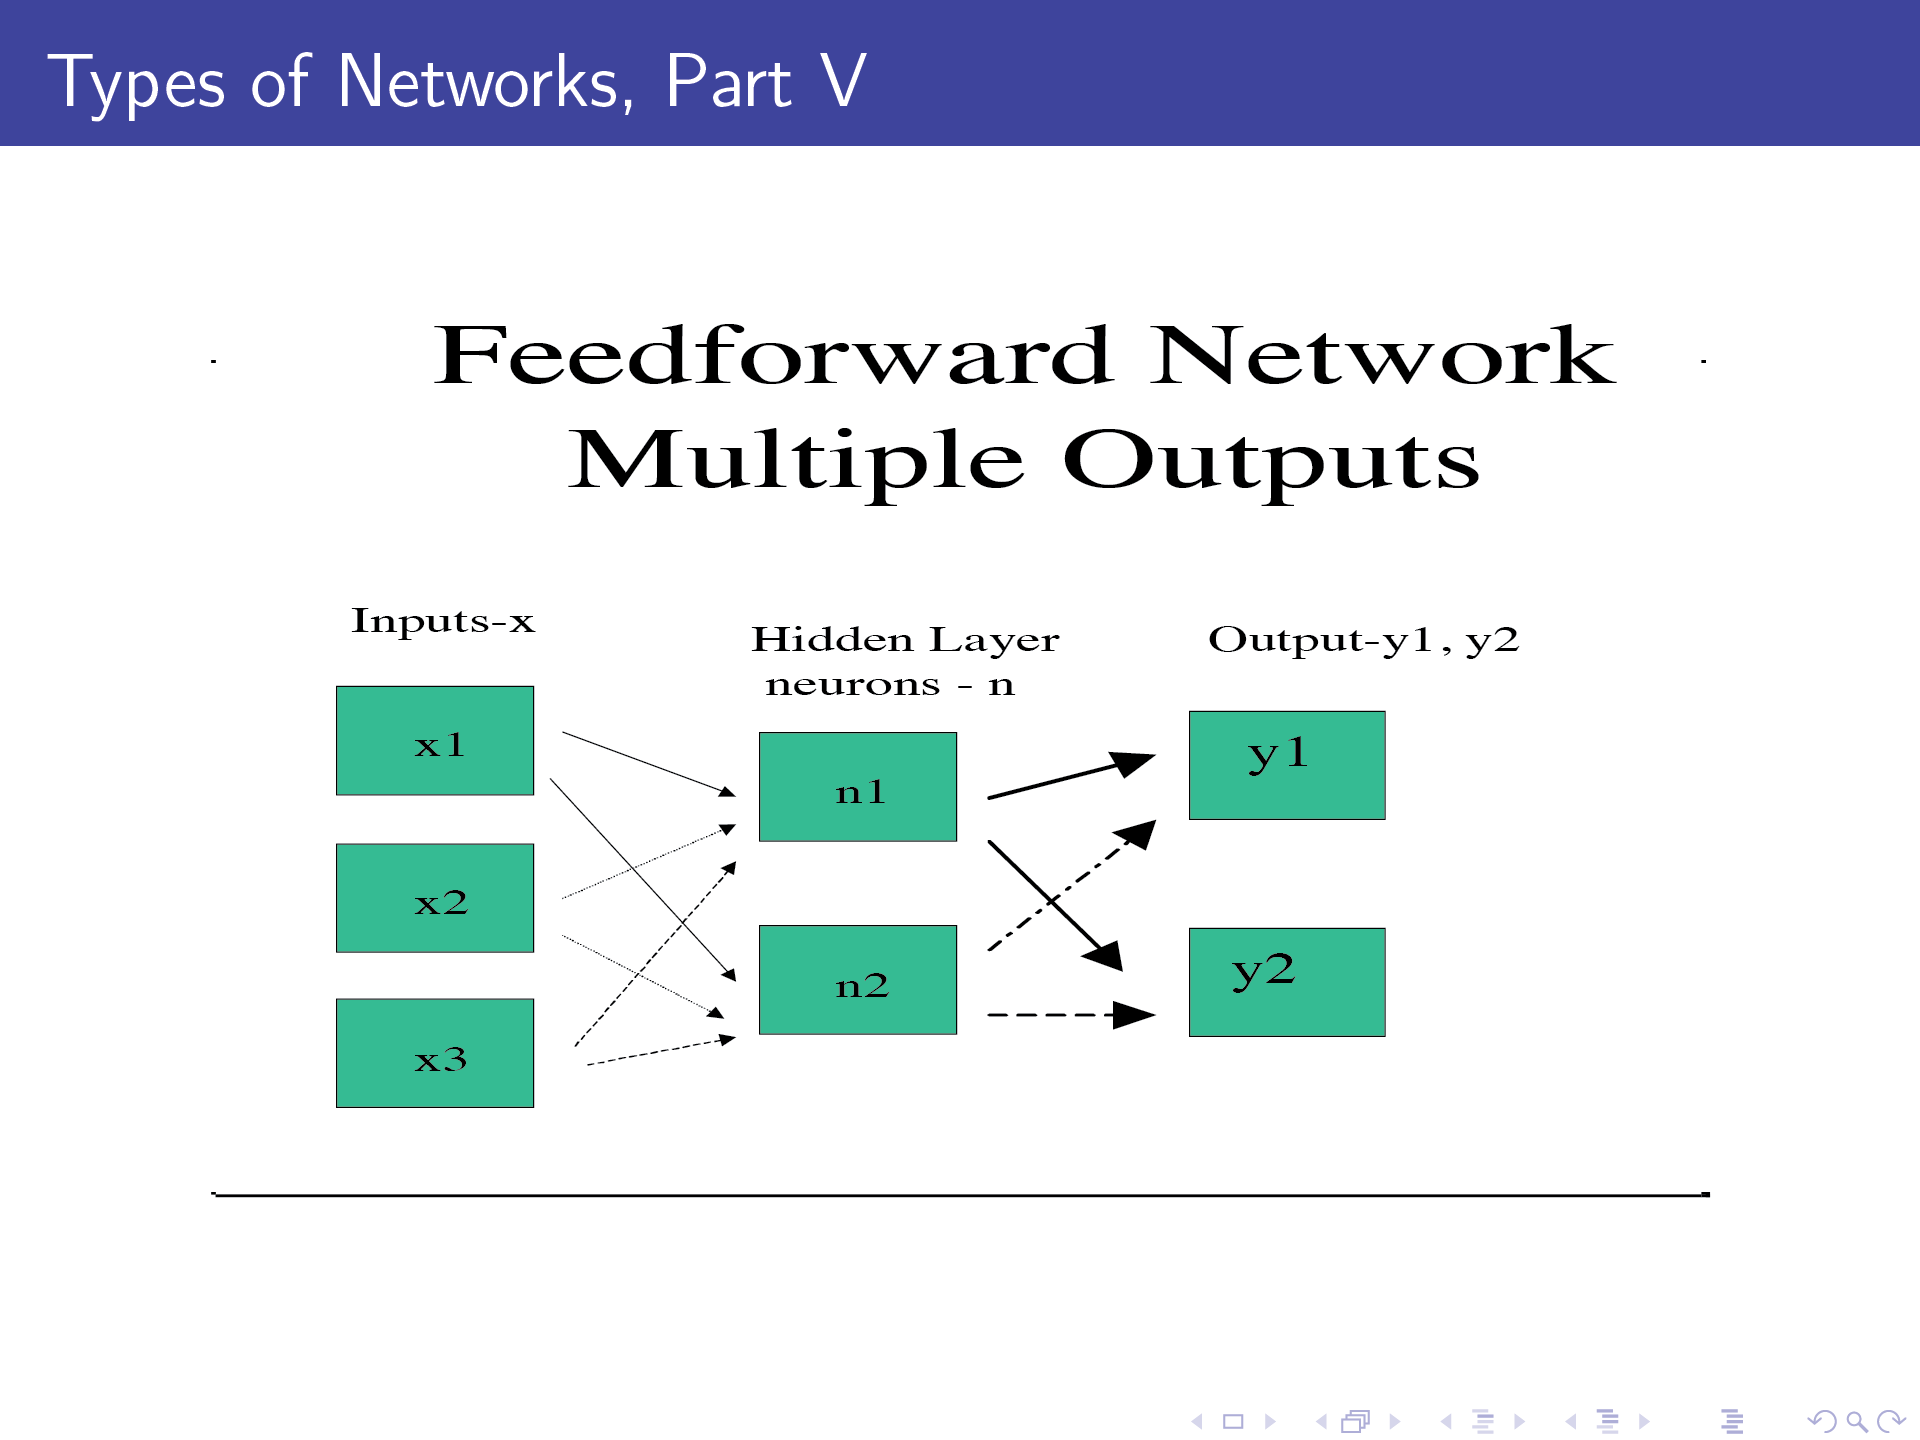 Types of Networks, Part V
Feedforward Network
Multiple Outputs
Inputs-x
Hidden Layer
neurons - n
Output-y1, y2
x1
x2
x3
n1
n2
y1
y2